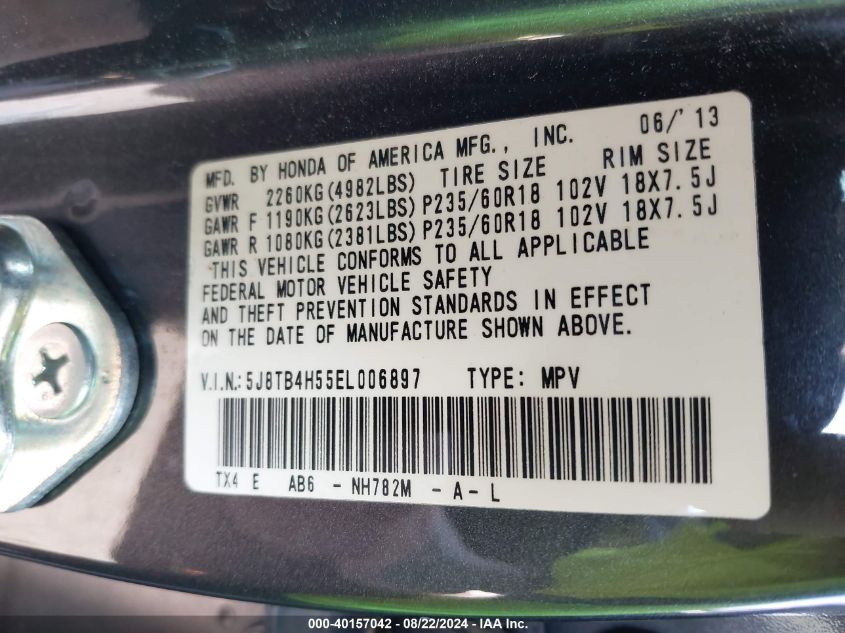 MFD. BY HONDA OF AMERICA MFG., INC. 06/'13
GVWR 2260KG(4982LBS) TIRE SIZE RIM SIZE
GAWR F 1190KG(2623LBS) P235/60R18 102V 18X7.5J
GAWR R 1080KG(2381LBS) P235/60R18 102V 18X7.5J
THIS VEHICLE CONFORMS TO ALL APPLICABLE
FEDERAL MOTOR VEHICLE SAFETY
AND THEFT PREVENTION STANDARDS IN EFFECT
ON THE DATE OF MANUFACTURE SHOWN ABOVE.
V.I.N.: 5J8TB4H55EL006897 TYPE: MPV
TX4 E AB6 - NH782M - A - L
000-40157042 - 08/22/2024 - IAA Inc.